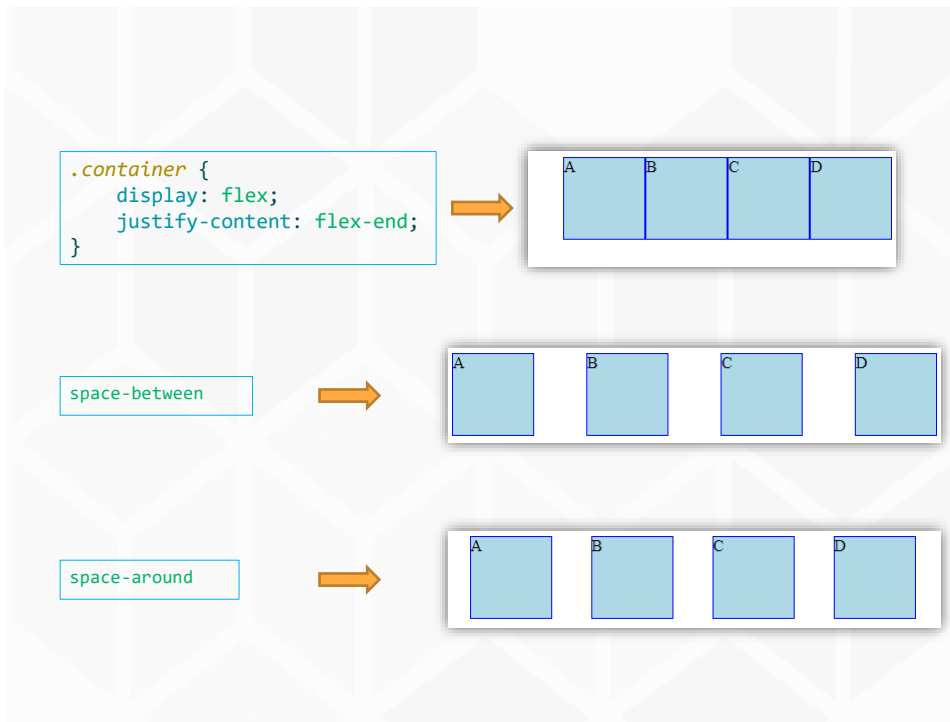 .container {
    display: flex;
    justify-content: flex-end;
}
A B C D
space-between
A B C D
space-around
A B C D